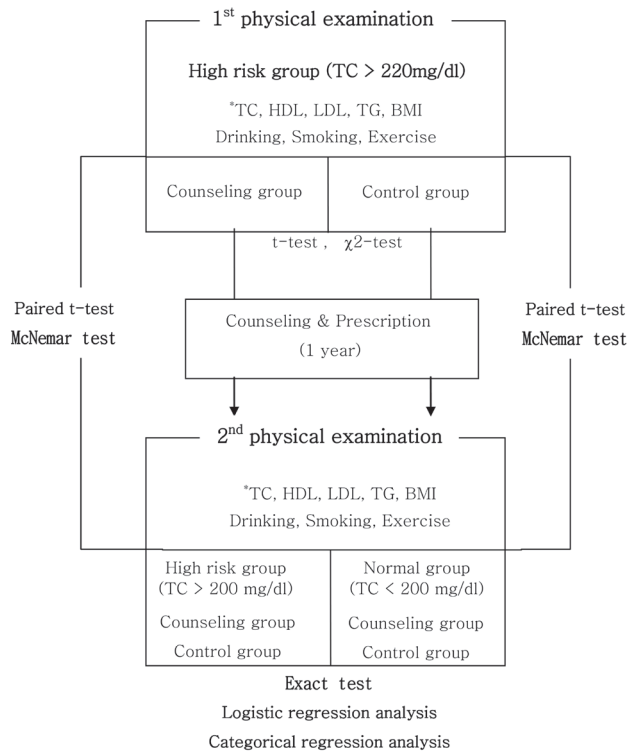 1st physical examination
High risk group (TC > 220mg/dl)
*TC, HDL, LDL, TG, BMI
Drinking, Smoking, Exercise
Counseling group
Control group
t-test , χ2-test
Paired t-test
McNemar test
Counseling & Prescription
(1 year)
Paired t-test
McNemar test
2nd physical examination
*TC, HDL, LDL, TG, BMI
Drinking, Smoking, Exercise
High risk group
(TC > 200 mg/dl)
Counseling group
Control group
Normal group
(TC < 200 mg/dl)
Counseling group
Control group
Exact test
Logistic regression analysis
Categorical regression analysis